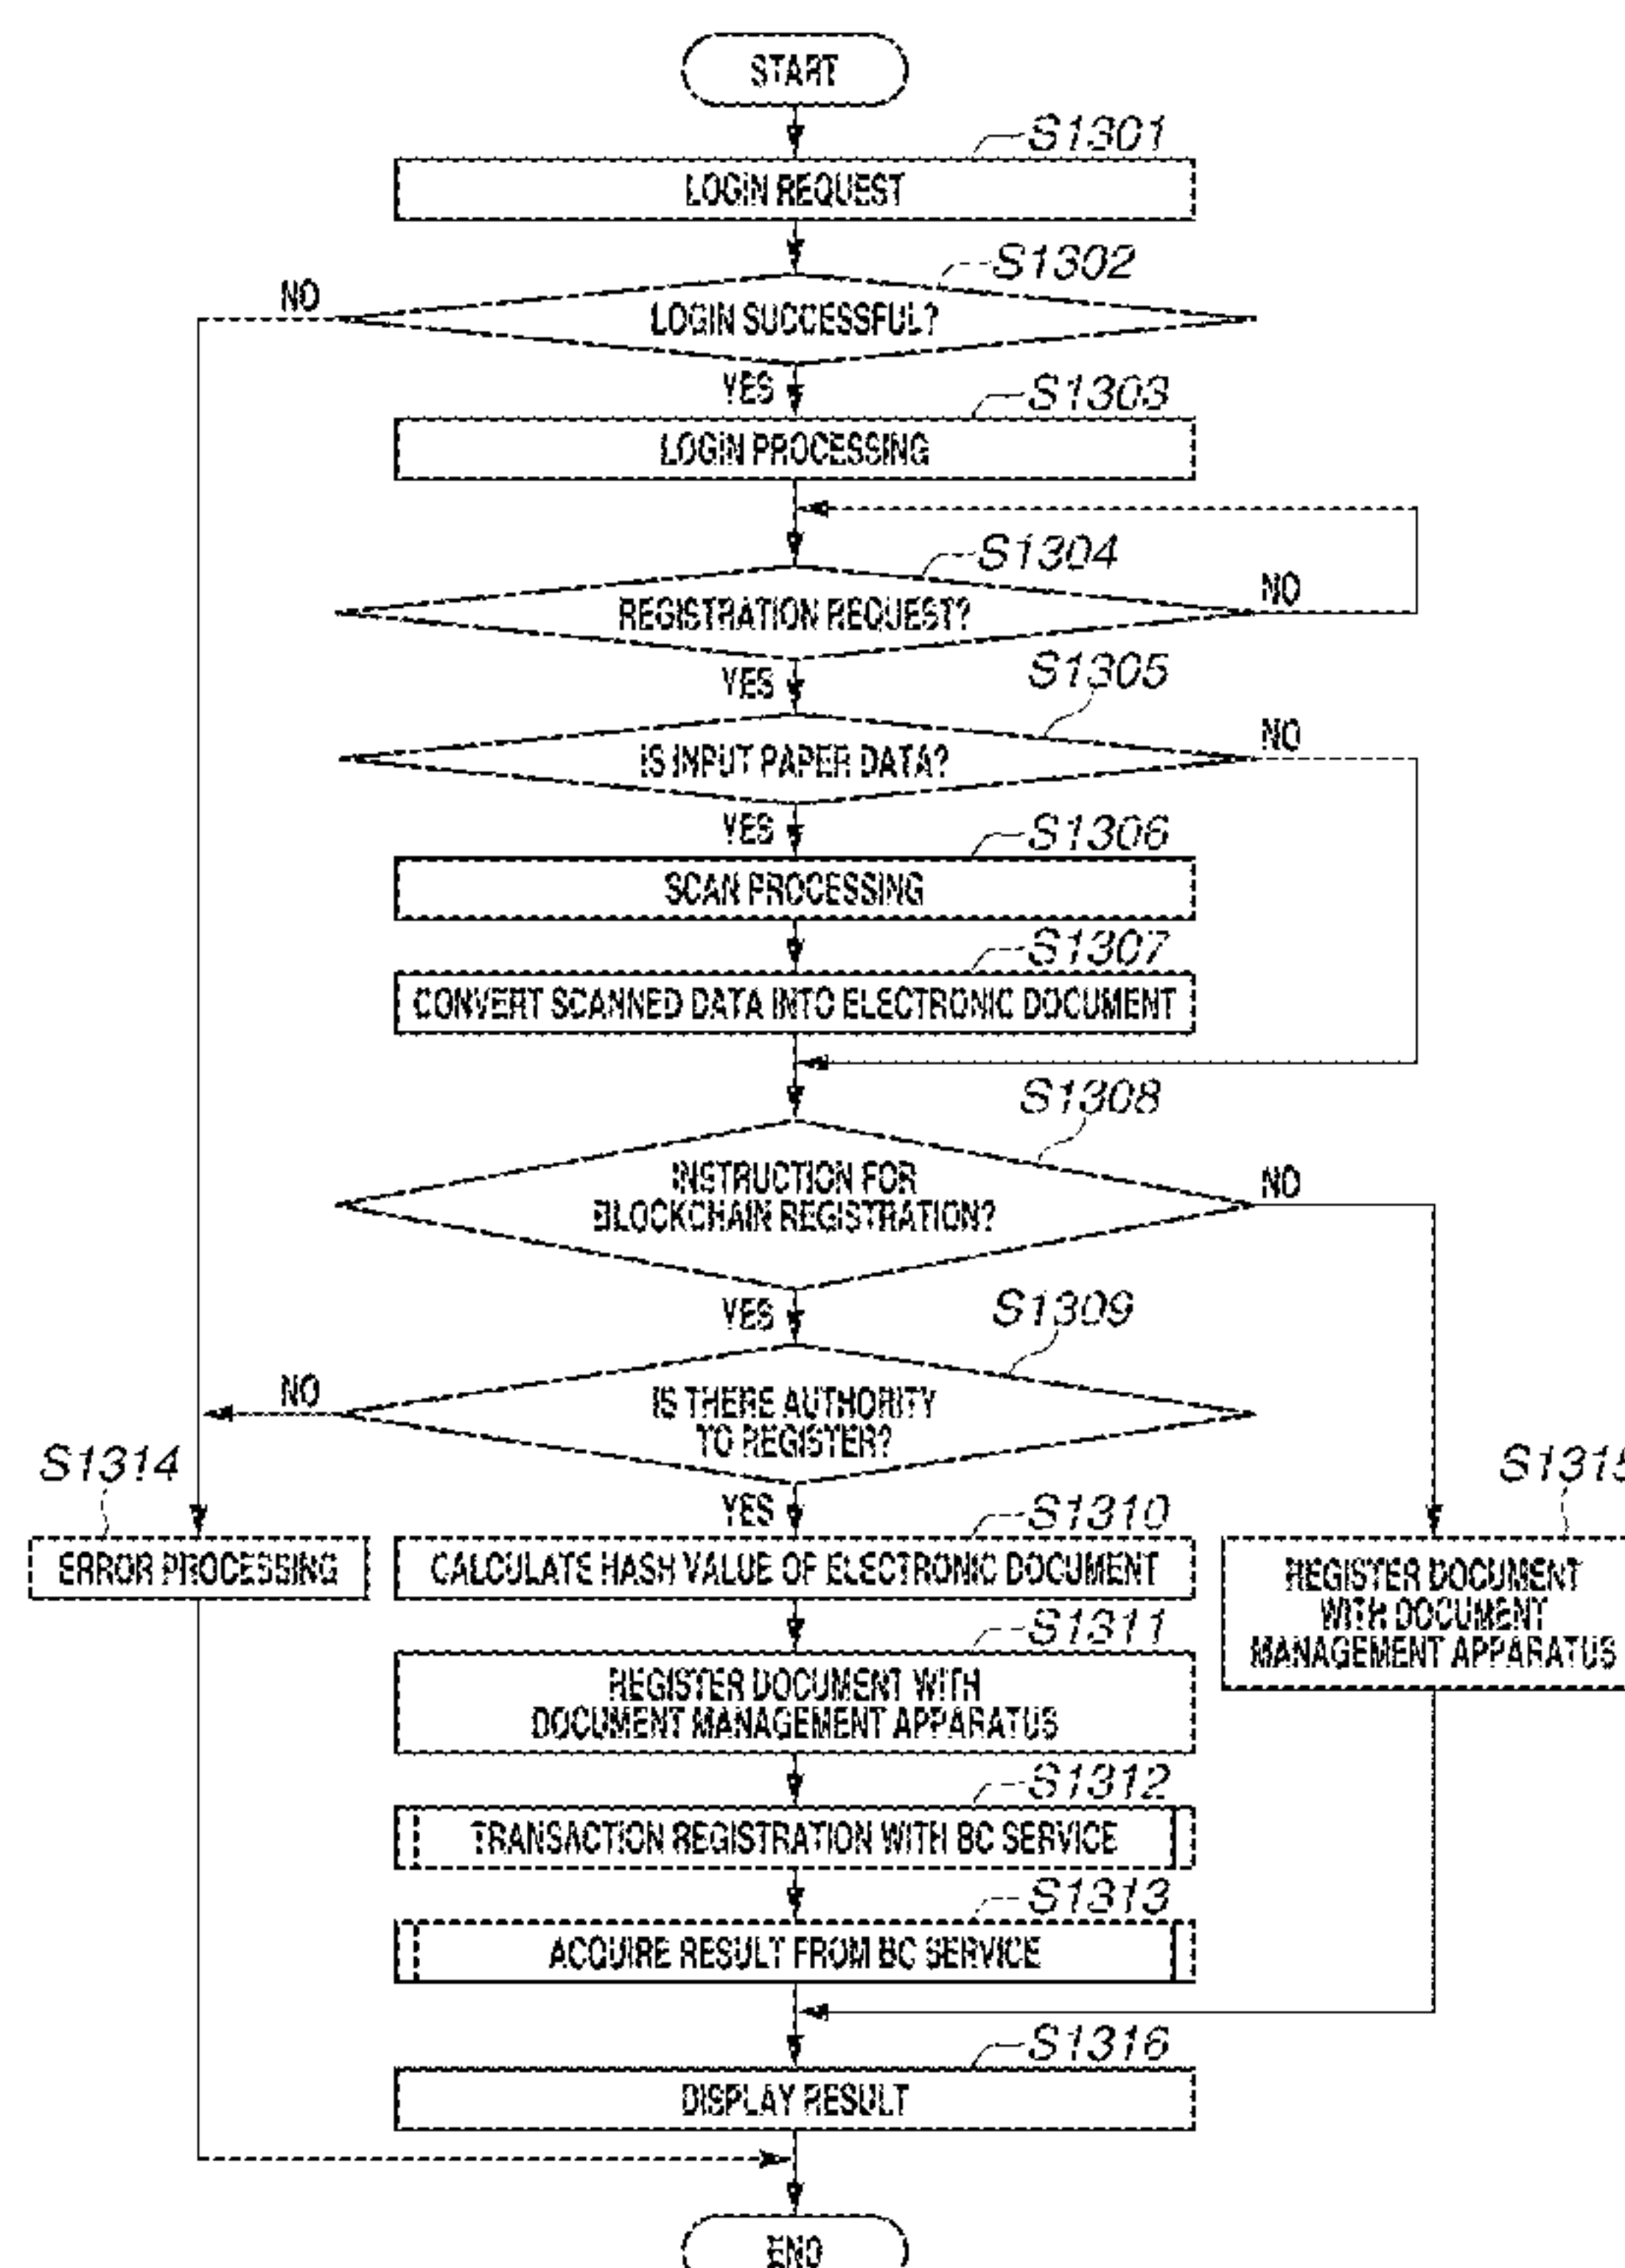 START
S1301
LOGIN REQUEST
S1302
NO
LOGIN SUCCESSFUL?
YES
S1303
LOGIN PROCESSING
S1304
REGISTRATION REQUEST?
NO
YES
S1305
IS INPUT PAPER DATA?
NO
YES
S1306
SCAN PROCESSING
S1307
CONVERT SCANNED DATA INTO ELECTRONIC DOCUMENT
S1308
INSTRUCTION FOR
BLOCKCHAIN REGISTRATION?
NO
YES
S1309
NO
IS THERE AUTHORITY
TO REGISTER?
YES
S1314
ERROR PROCESSING
S1310
CALCULATE HASH VALUE OF ELECTRONIC DOCUMENT
S1315
REGISTER DOCUMENT
WITH DOCUMENT
MANAGEMENT APPARATUS
S1311
REGISTER DOCUMENT WITH
DOCUMENT MANAGEMENT APPARATUS
S1312
TRANSACTION REGISTRATION WITH BC SERVICE
S1313
ACQUIRE RESULT FROM BC SERVICE
S1316
DISPLAY RESULT
END